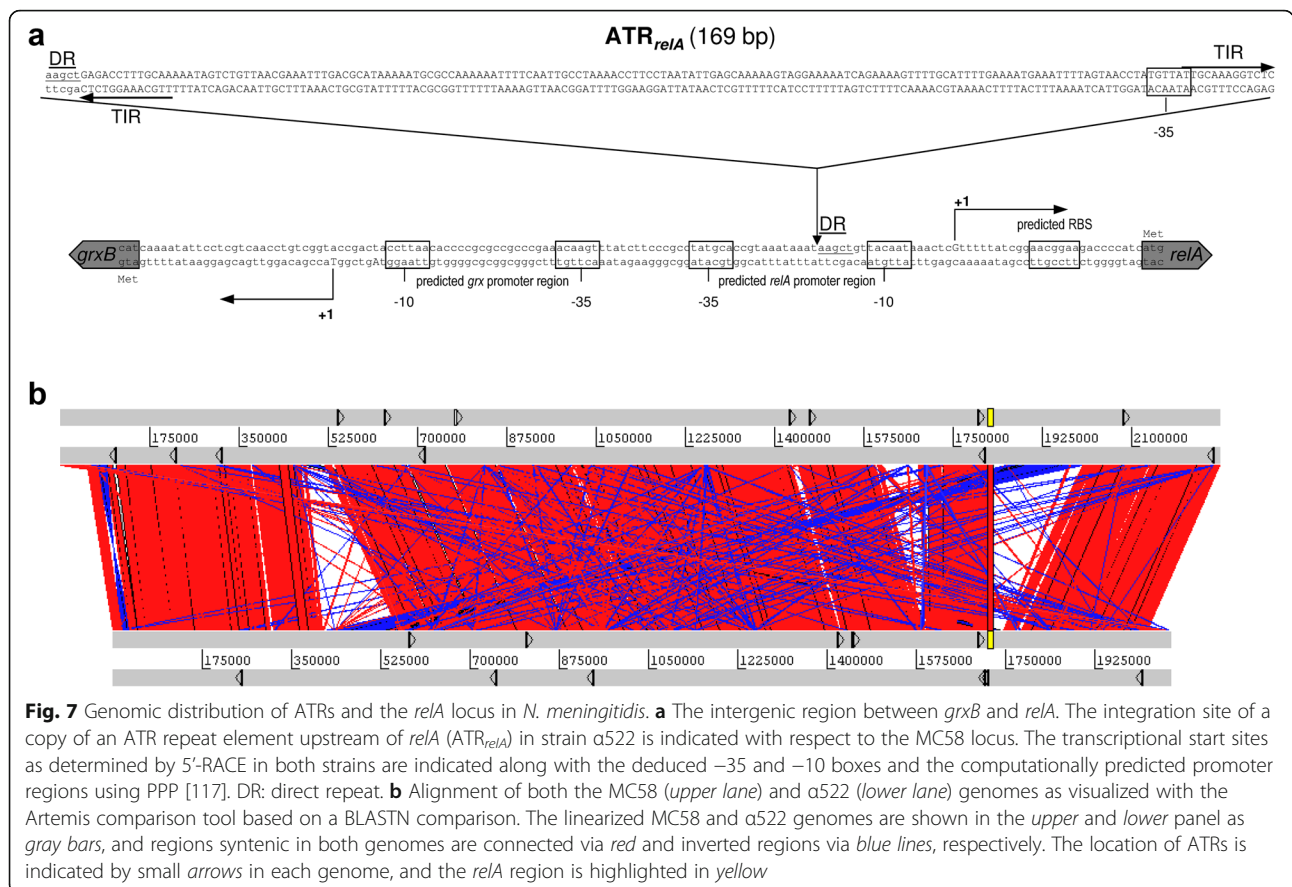 a
ATRrelA (169 bp)
DR
TIR
aagctGAGACCTTTGCAAAAATAGTCTGTTAACGAAATTTGACGCATAAAAATGCGCCAAAAAATTTTCAATTGCCTAAAACCTTCCTAATATTGAGCAAAAAGTAGGAAAAATCAGAAAAGTTTTGCATTTTGAAAATGAAATTTTAGTAACCTATGTTATTGCAAAGGTCTC
ttcgaCTCTGGAAACGTTTTTATCAGACAATTGCTTTAAACTGCGTATTTTTACGCGGTTTTTTAAAAGTTAACGGATTTTGGAAGGATTATAACTCGTTTTTCATCCTTTTTAGTCTTTTCAAAACGTAAAACTTTTACTTTAAAATCATTGGATACAATAACGTTTCCAGAG
TIR
-35
DR
+1
predicted RBS
Met
grxB
catcaaaatattcctcgtcaacctgtcggtaccgactaccttaacaccccgcgccgcccgaaacaagtttatcttcccgcctatgcaccgtaaataaataagctgttacaataaactcGtttttatcggaacggaagaccccatcatg
gtagttttataaggagcagttggacagccaTggctgAtggaattgtggggcgcggcgggctttgttcaaatagaagggcggatacgtggcatttatttattcgacaatgttatttgagcaaaaatagccttgccttctggggtagtac
relA
Met
predicted grx promoter region
predicted relA promoter region
-10
-35
-35
-10
+1
b
175000 350000 525000 700000 875000 1050000 1225000 1400000 1575000 1750000 1925000 2100000
175000 350000 525000 700000 875000 1050000 1225000 1400000 1575000 1750000 1925000
Fig. 7 Genomic distribution of ATRs and the relA locus in N. meningitidis. a The intergenic region between grxB and relA. The integration site of a
copy of an ATR repeat element upstream of relA (ATRrelA) in strain α522 is indicated with respect to the MC58 locus. The transcriptional start sites
as determined by 5′-RACE in both strains are indicated along with the deduced −35 and −10 boxes and the computationally predicted promoter
regions using PPP [117]. DR: direct repeat. b Alignment of both the MC58 (upper lane) and α522 (lower lane) genomes as visualized with the
Artemis comparison tool based on a BLASTN comparison. The linearized MC58 and α522 genomes are shown in the upper and lower panel as
gray bars, and regions syntenic in both genomes are connected via red and inverted regions via blue lines, respectively. The location of ATRs is
indicated by small arrows in each genome, and the relA region is highlighted in yellow